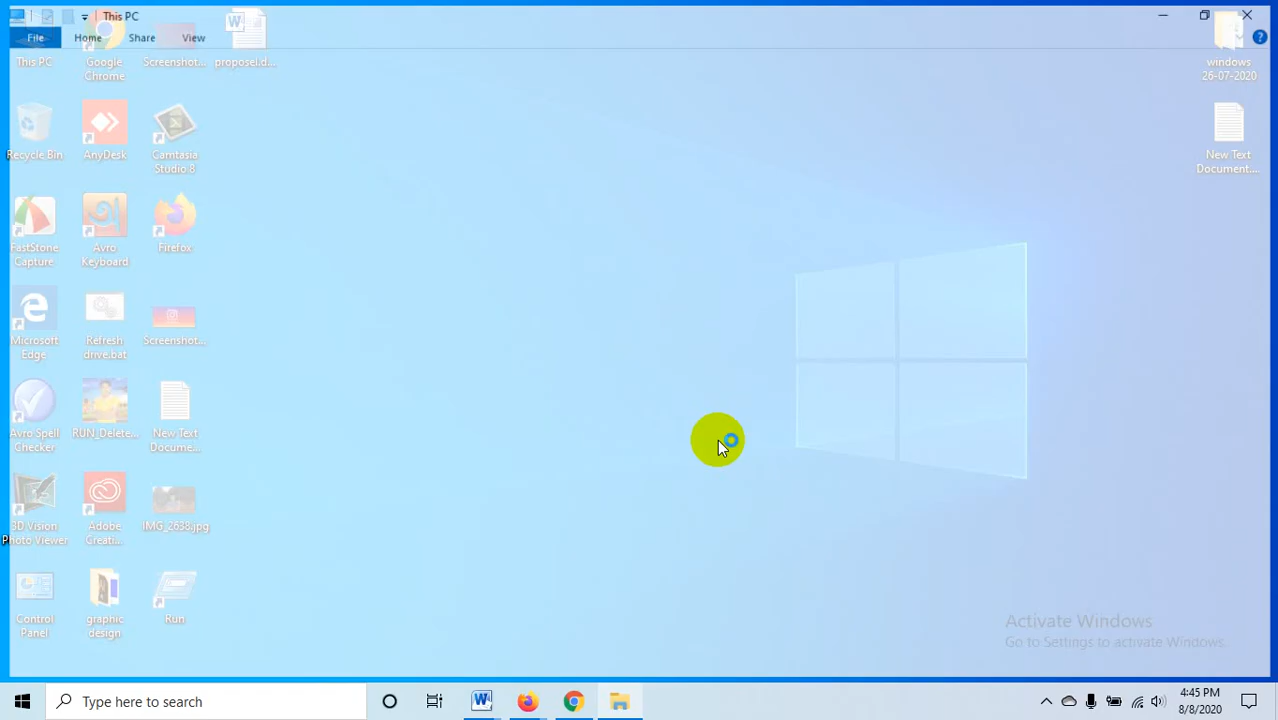 This PC
File
Home
Share
View
This PC
Google
Chrome
Screenshot...
proposel.d...
windows
26-07-2020
Recycle Bin
AnyDesk
Camtasia
Studio 8
New Text
Document....
FastStone
Capture
Avro
Keyboard
Firefox
Microsoft
Edge
Refresh
drive.bat
Screenshot...
Avro Spell
Checker
RUN_Delete...
New Text
Docume...
3D Vision
Photo Viewer
Adobe
Creati...
IMG_2638.jpg
Control
Panel
graphic
design
Run
Activate Windows
Go to Settings to activate Windows.
Type here to search
4:45 PM
8/8/2020